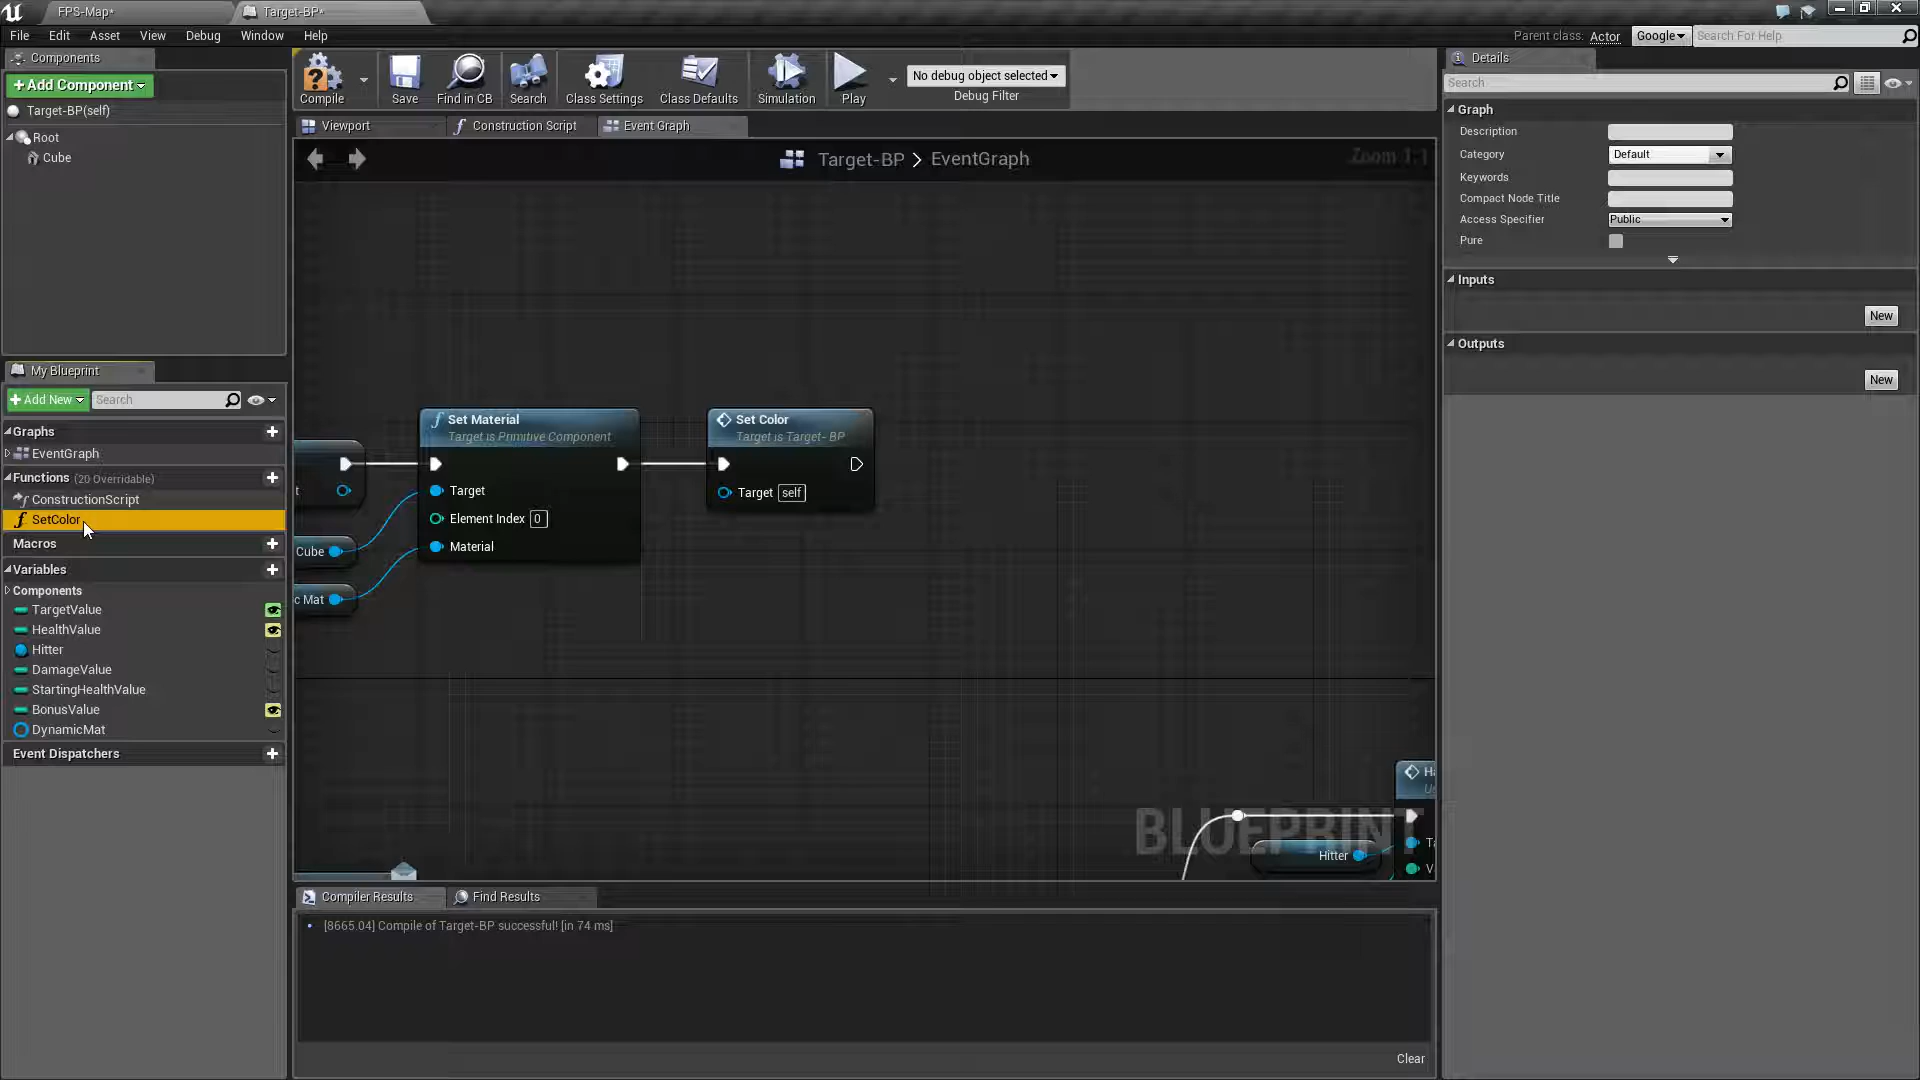 FPS-Map*
Target-BP*
File Edit Asset View Debug Window Help
Parent class: Actor Google Search For Help
Components
+Add Component
Target-BP(self)
Root
Cube
My Blueprint
+Add New Search
Graphs
EventGraph
Functions (20 Overridable)
ConstructionScript
SetColor
Macros
Variables
Components
TargetValue
HealthValue
Hitter
DamageValue
StartingHealthValue
BonusValue
DynamicMat
Event Dispatchers
Compile
Save
Find in CB
Search
Class Settings
Class Defaults
Simulation
Play
No debug object selected
Debug Filter
Viewport
Construction Script
Event Graph
Target-BP > EventGraph
Zoom 1:1
Set Material
Target is Primitive Component
Target
Element Index 0
Material
t
Cube
c Mat
Set Color
Target is Target- BP
Target self
Hitter
BLUEPRINT
Compiler Results
Find Results
[8665.04] Compile of Target-BP successful! [in 74 ms]
Clear
Details
Search
Graph
Description
Category Default
Keywords
Compact Node Title
Access Specifier Public
Pure
Inputs
New
Outputs
New